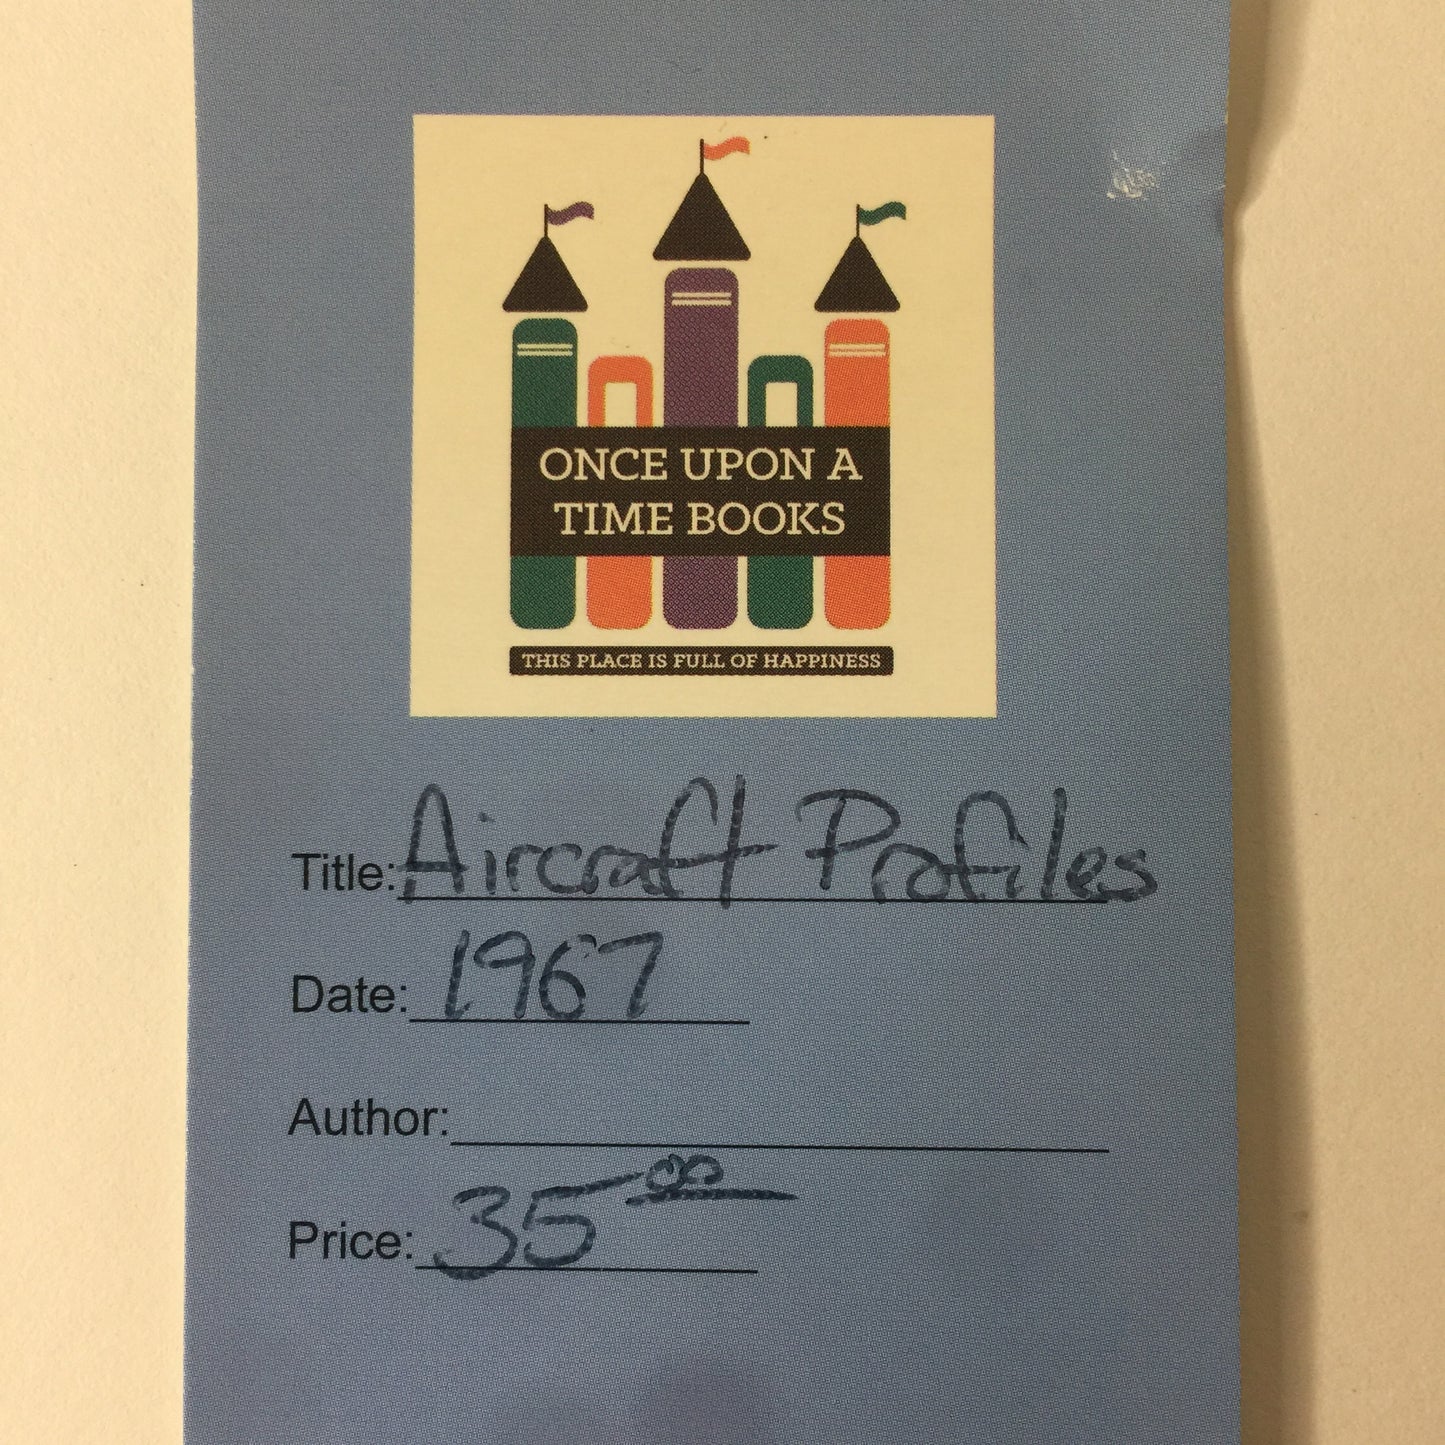 ONCE UPON A
TIME BOOKS
THIS PLACE IS FULL OF HAPPINESS
Title: Aircraft Profiles
Date: 1967
Author:
Price: 35 00